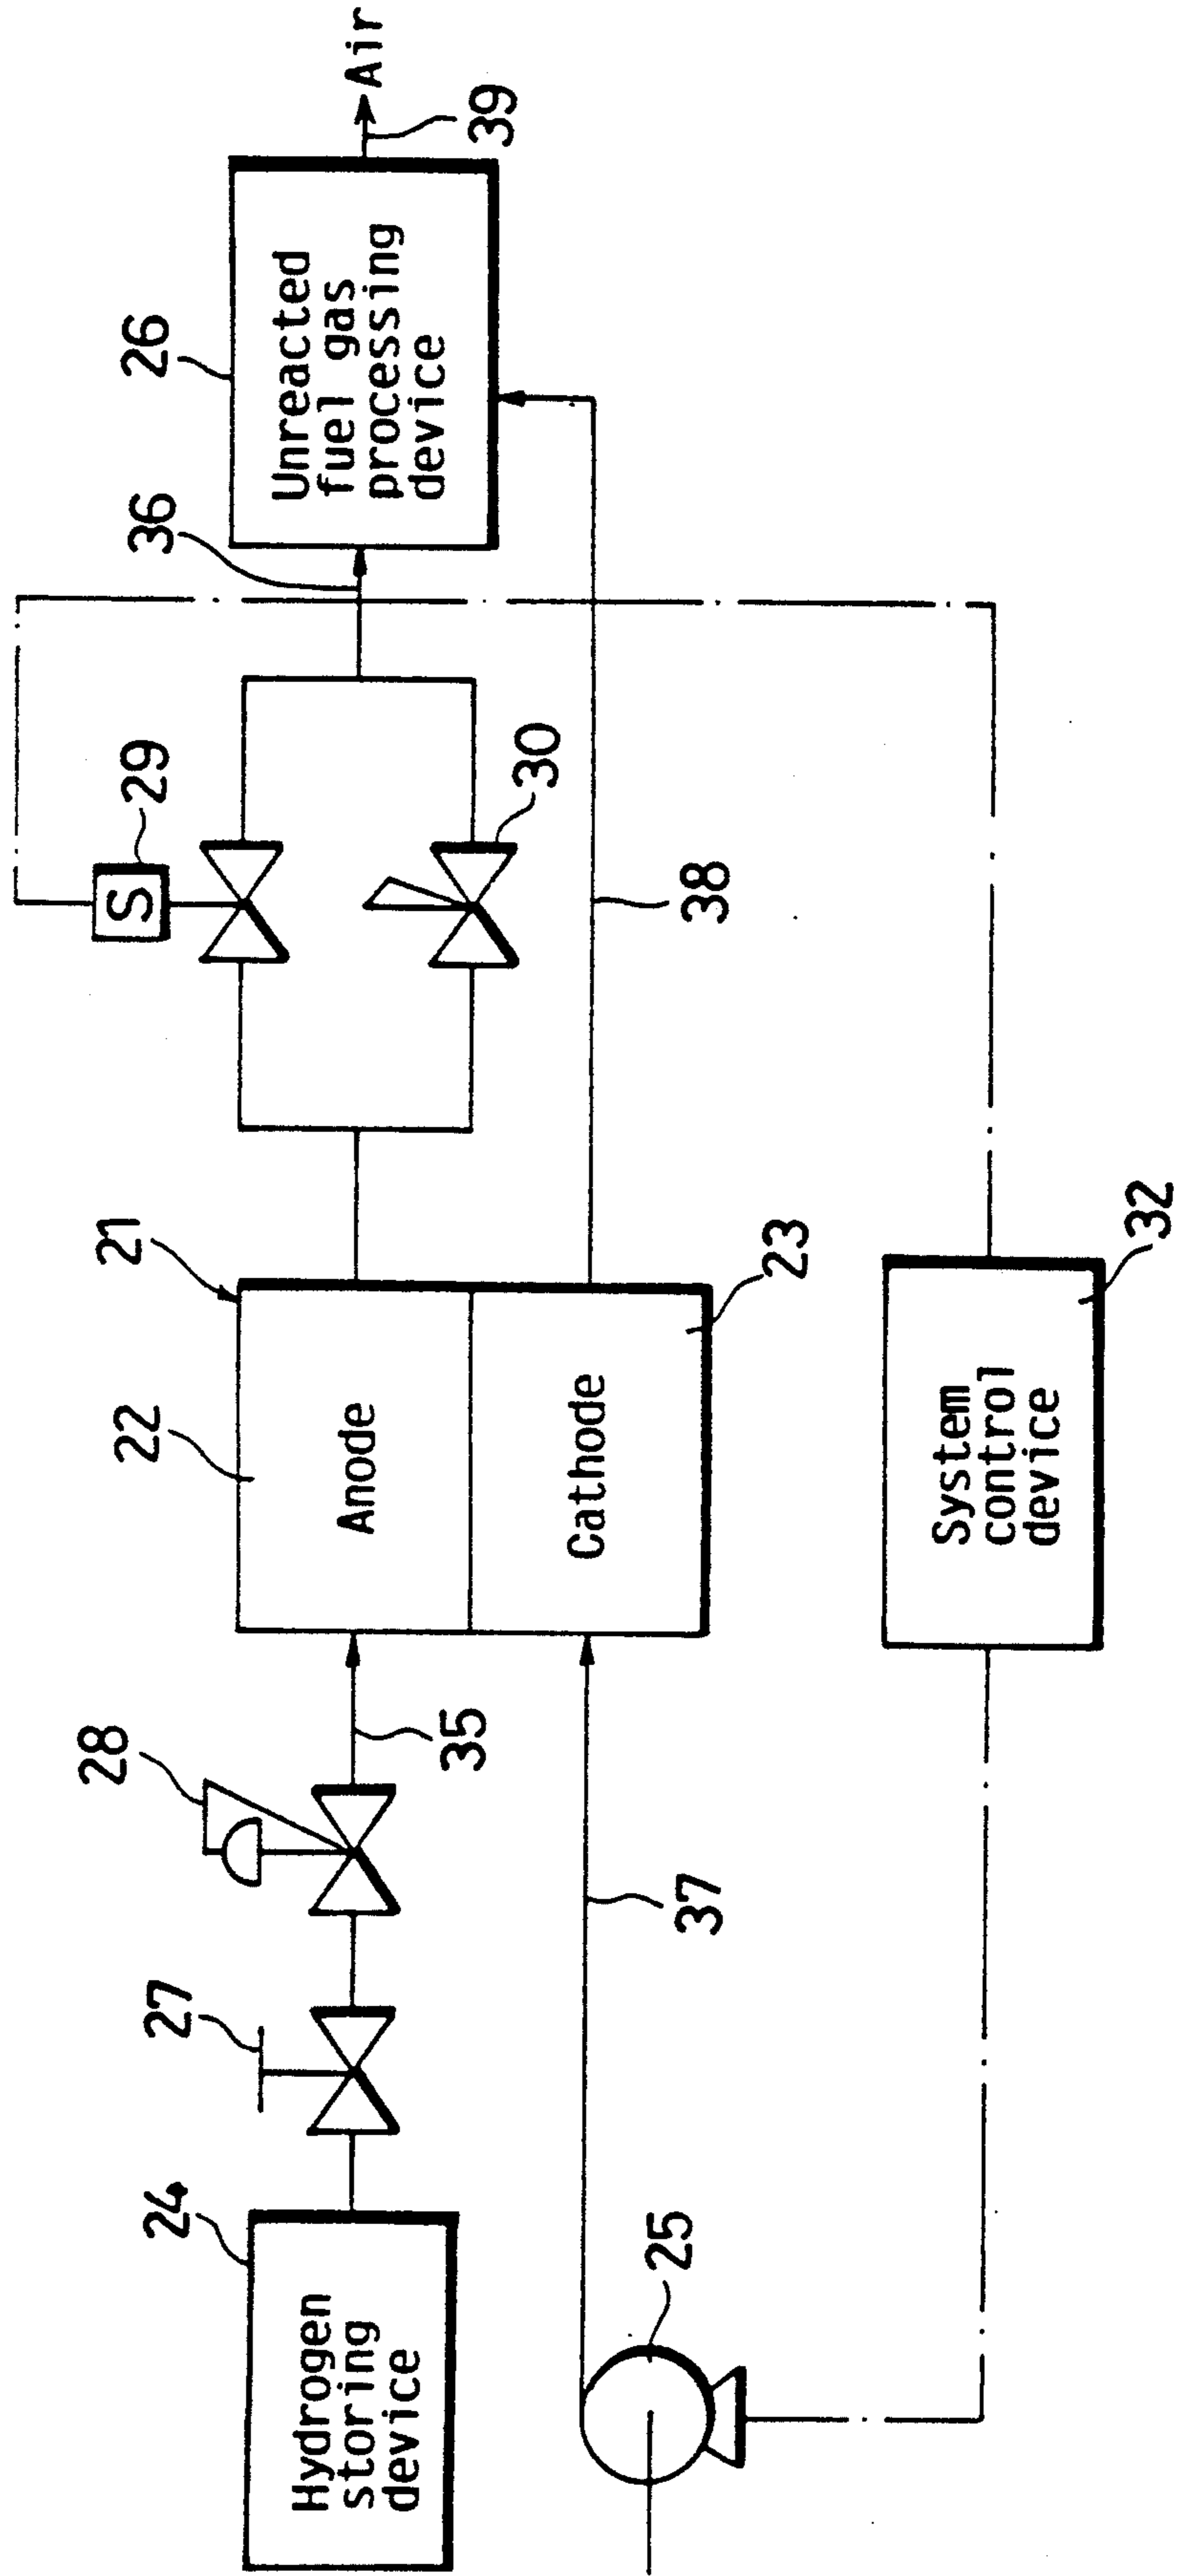 24
Hydrogen
storing
device
27
28
35
22
21
Anode
Cathode
23
25
37
38
S
29
30
36
26
Unreacted
fuel gas
processing
device
39
Air
System
control
device
32